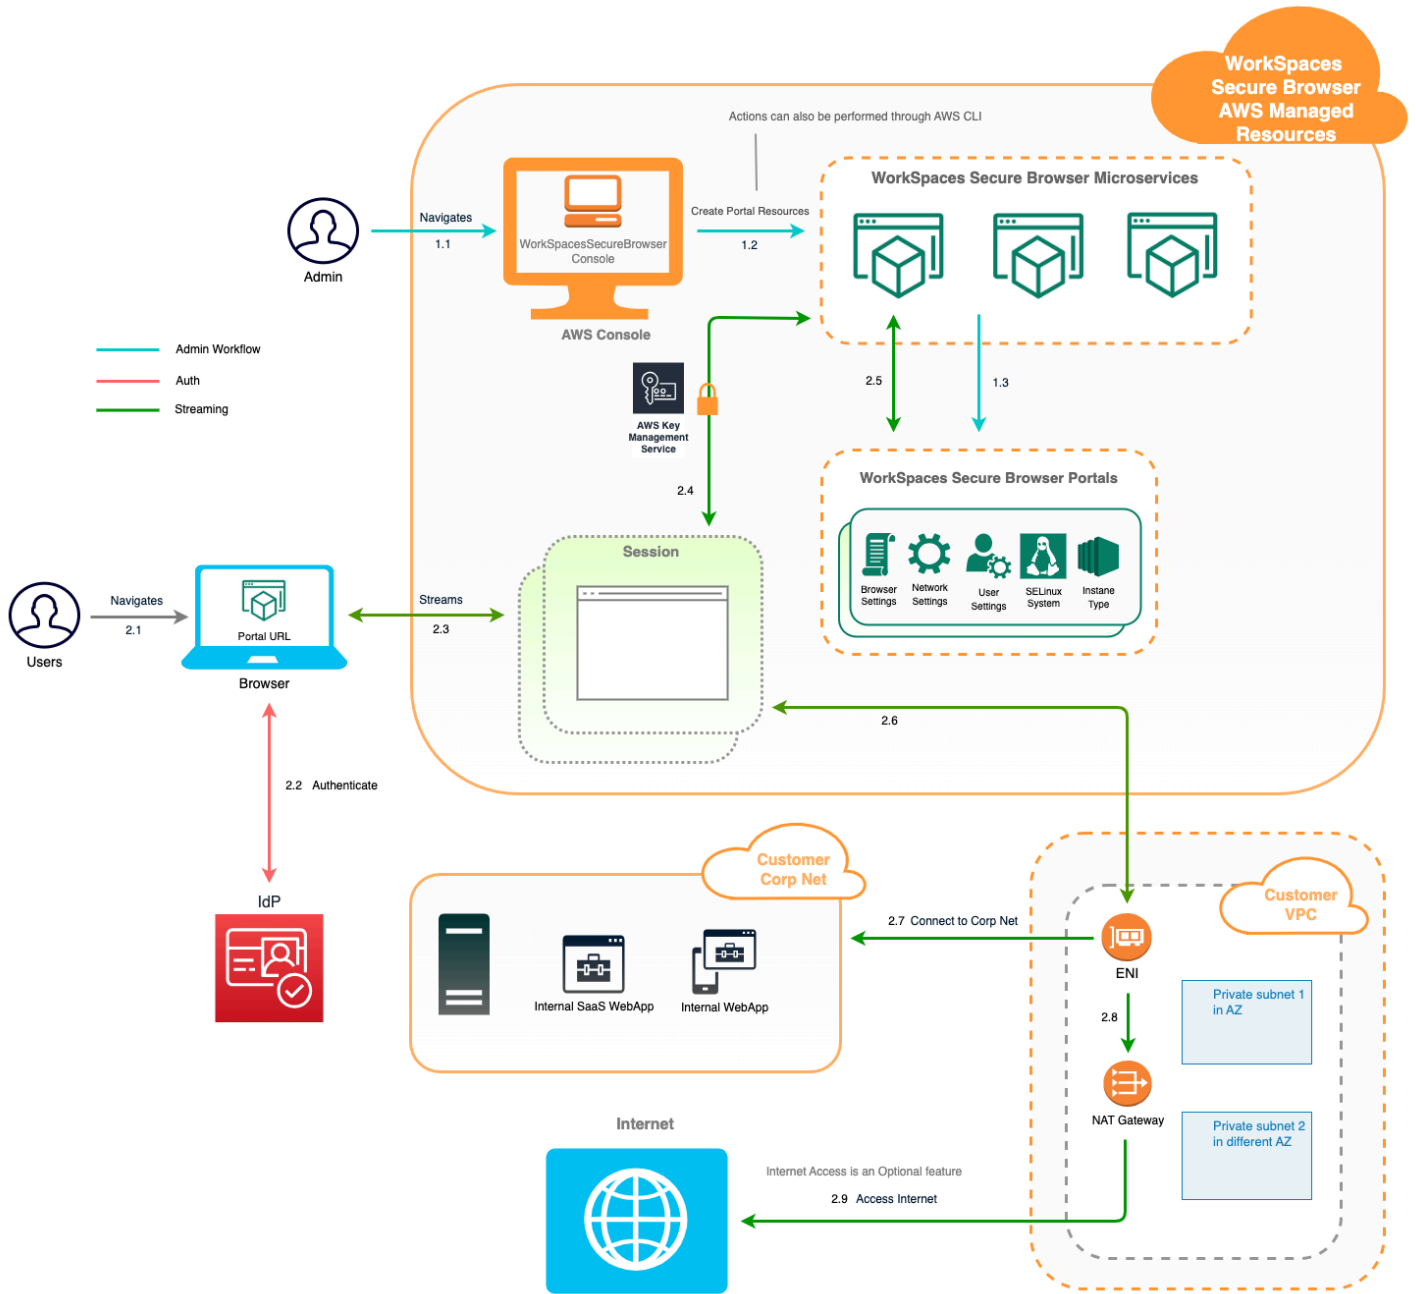 WorkSpaces
Secure Browser
AWS Managed
Resources
Actions can also be performed through AWS CLI
WorkSpaces Secure Browser Microservices
Admin
Navigates
1.1
WorkSpacesSecureBrowser
Console
AWS Console
Create Portal Resources
1.2
Admin Workflow
Auth
Streaming
AWS Key
Management
Service
2.4
2.5
1.3
WorkSpaces Secure Browser Portals
Browser
Settings
Network
Settings
User
Settings
SELinux
System
Instane
Type
Session
Users
Navigates
2.1
Portal URL
Browser
Streams
2.3
2.6
2.2 Authenticate
IdP
Customer
Corp Net
Internal SaaS WebApp
Internal WebApp
2.7 Connect to Corp Net
Customer
VPC
ENI
2.8
Private subnet 1
in AZ
NAT Gateway
Private subnet 2
in different AZ
Internet
Internet Access is an Optional feature
2.9 Access Internet